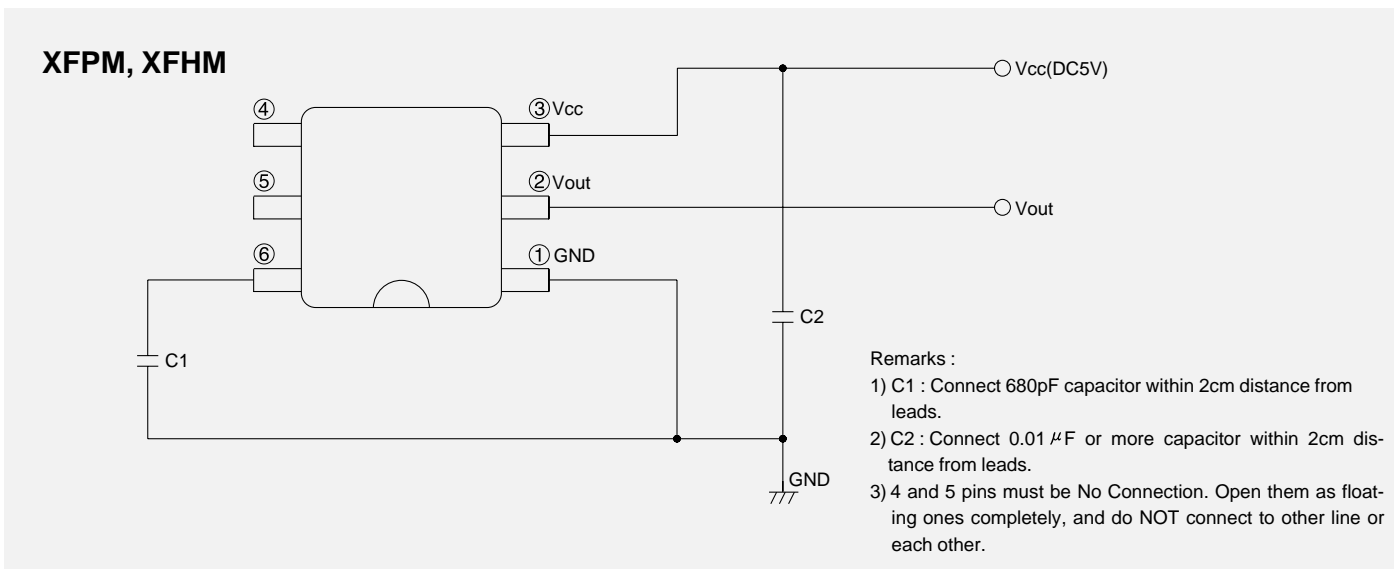 XFPM, XFHM
④
③Vcc
Vcc(DC5V)
⑤
②Vout
Vout
⑥
①GND
C2
C1
GND
Remarks :
1) C1 : Connect 680pF capacitor within 2cm distance from
leads.
2) C2 : Connect 0.01 μF or more capacitor within 2cm dis-
tance from leads.
3) 4 and 5 pins must be No Connection. Open them as float-
ing ones completely, and do NOT connect to other line or
each other.